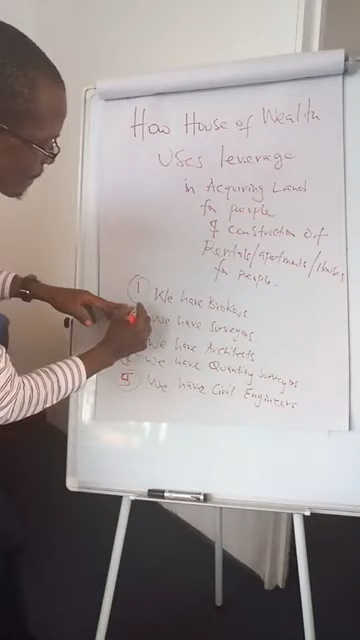 How House of Wealth
Uses leverage
in Acquiring Land
for people
& construction of
Rentals/apartments/Houses
for people.
1 We have Brokers
We have Surveyors.
We have Architects
We have Quantity Surveyors
5 We have Civil Engineers